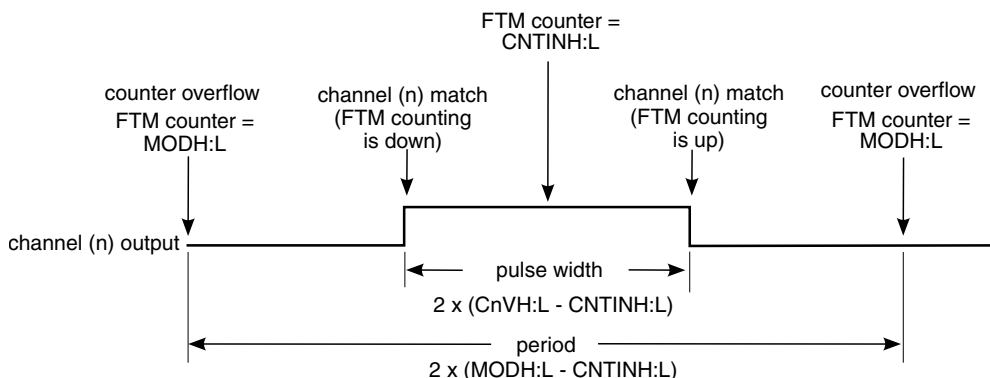 FTM counter =
CNTINH:L
counter overflow
FTM counter =
MODH:L
channel (n) match
(FTM counting
is down)
channel (n) match
(FTM counting
is up)
counter overflow
FTM counter =
MODH:L
channel (n) output
pulse width
2 x (CnVH:L - CNTINH:L)
period
2 x (MODH:L - CNTINH:L)